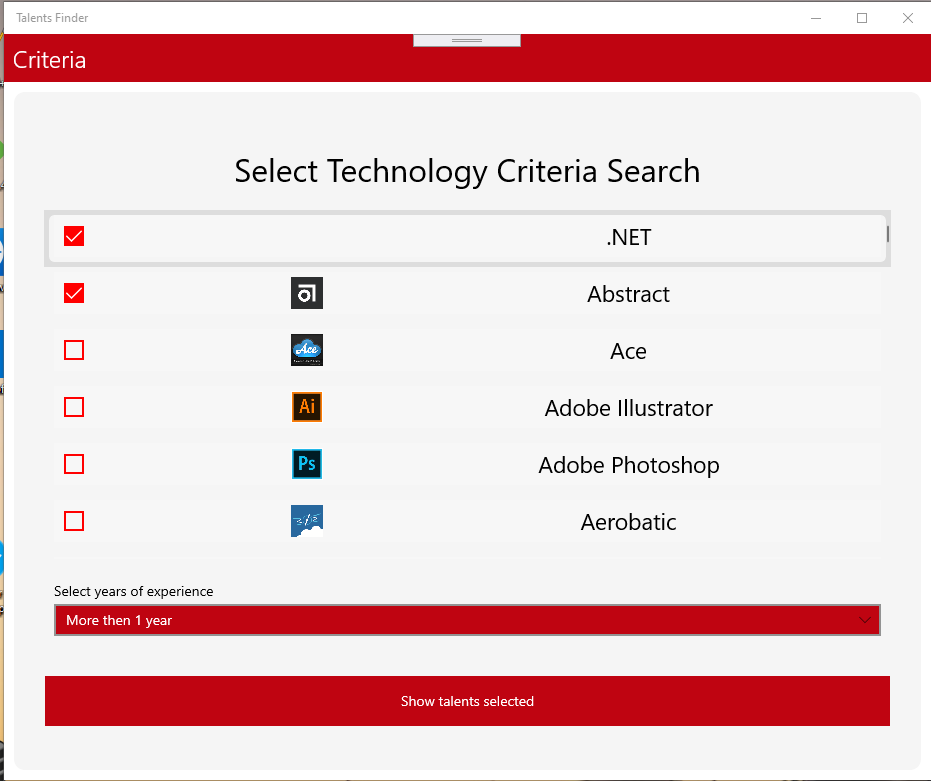 Talents Finder
Criteria
Select Technology Criteria Search
.NET
Abstract
Ace
Ace
Ai
Adobe Illustrator
Ps
Adobe Photoshop
Aerobatic
Select years of experience
More then 1 year
Show talents selected